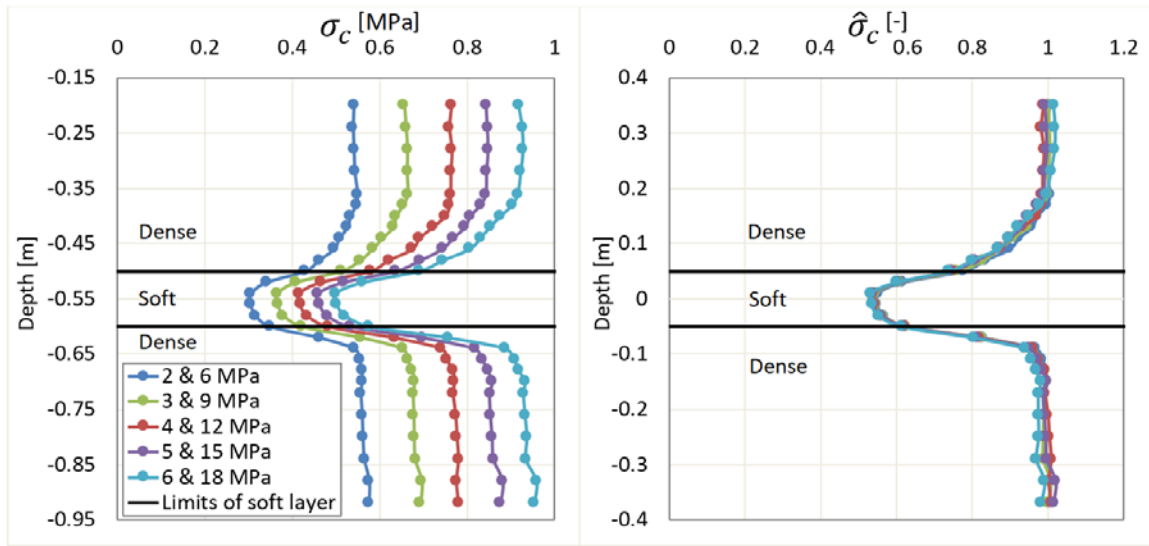 σc [MPa]
0 0.2 0.4 0.6 0.8 1
Depth [m]
-0.15
-0.25
-0.35
-0.45
-0.55
-0.65
-0.75
-0.85
-0.95
Dense
Soft
Dense
2 & 6 MPa
3 & 9 MPa
4 & 12 MPa
5 & 15 MPa
6 & 18 MPa
Limits of soft layer
σ̂c [-]
0 0.2 0.4 0.6 0.8 1 1.2
Depth [m]
0.4
0.3
0.2
0.1
0
-0.1
-0.2
-0.3
-0.4
Dense
Soft
Dense